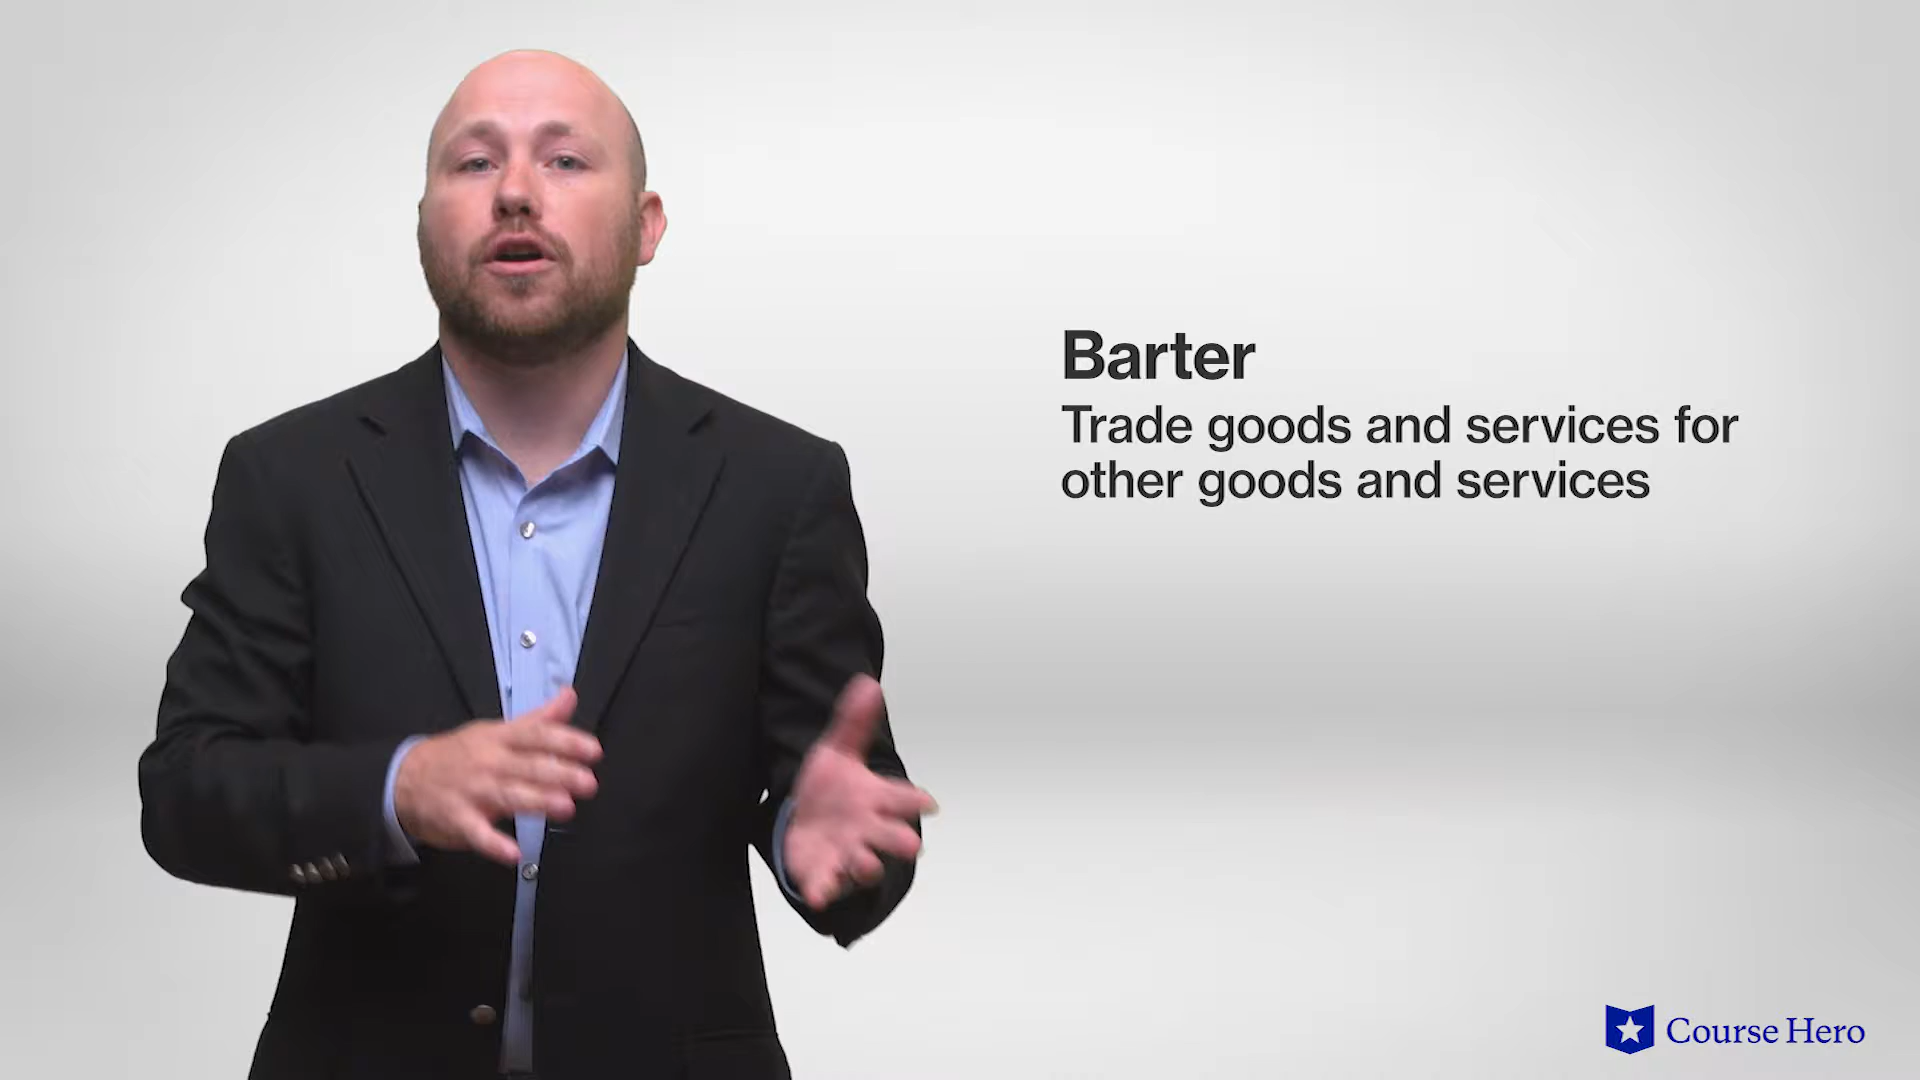 Barter
Trade goods and services for
other goods and services
Course Hero